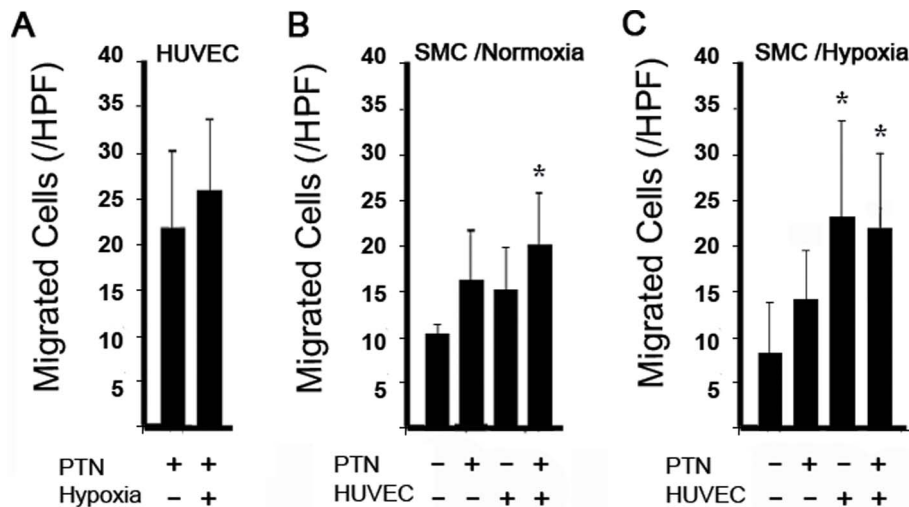 A
HUVEC
Migrated Cells (/HPF)
40
35
30
25
20
15
10
5
PTN + +
Hypoxia − +
B
SMC /Normoxia
Migrated Cells (/HPF)
40
35
30
25
20
15
10
5
*
PTN − + − +
HUVEC − − + +
C
SMC /Hypoxia
Migrated Cells (/HPF)
40
35
30
25
20
15
10
5
*
*
PTN − + − +
HUVEC − − + +